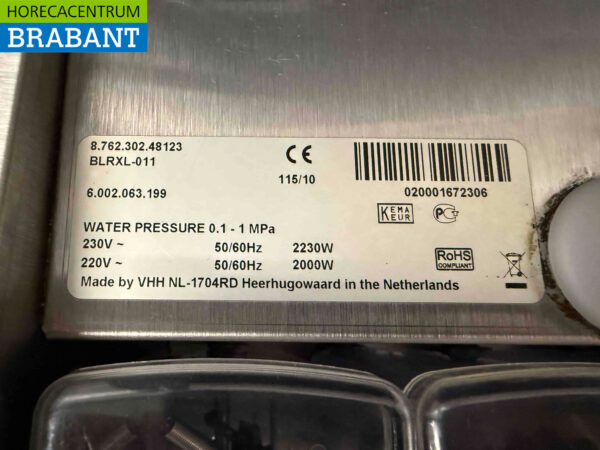 HORECACENTRUM
BRABANT
8.762.302.48123
BLRXL-011
115/10
6.002.063.199
020001672306
KEMA
KEUR
WATER PRESSURE 0.1 - 1 MPa
230V ~ 50/60Hz 2230W
220V ~ 50/60Hz 2000W
RoHS
COMPLIANT
Made by VHH NL-1704RD Heerhugowaard in the Netherlands